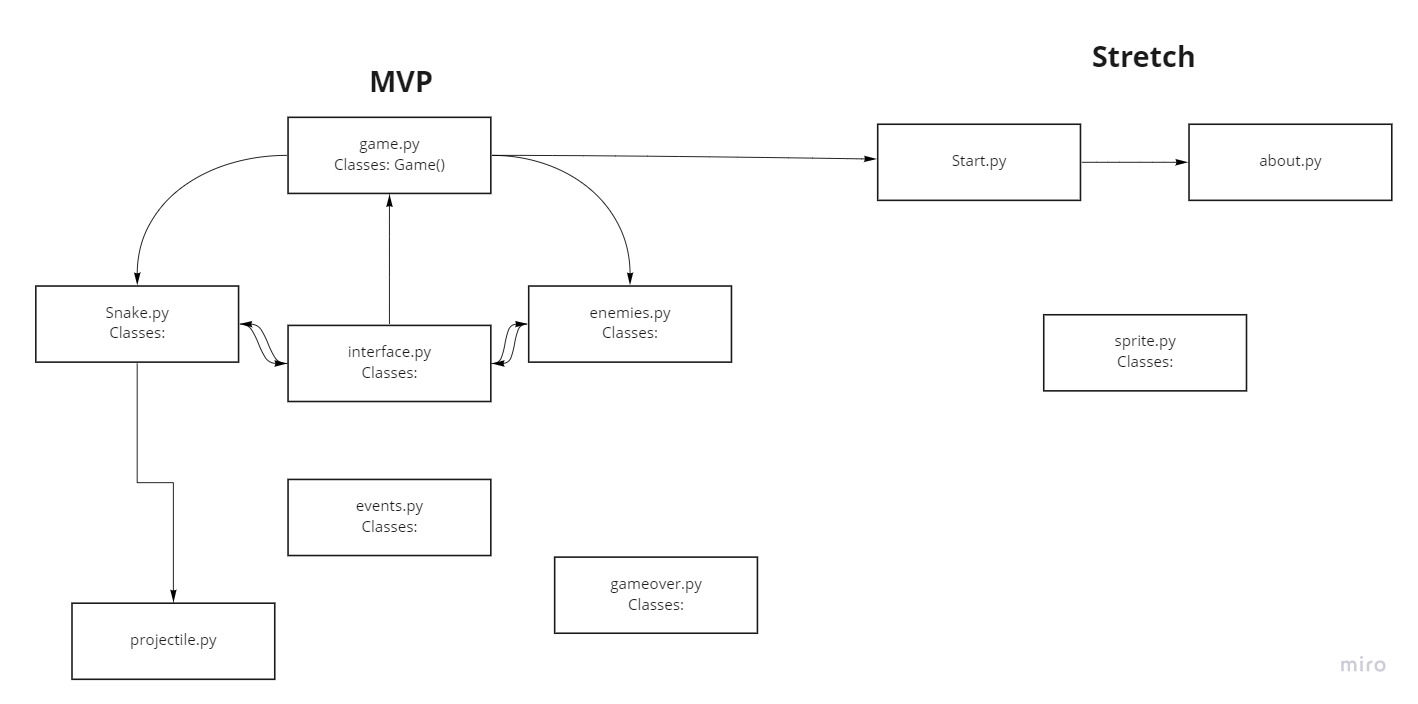 MVP
Stretch
game.py
Classes: Game()
Start.py
about.py
Snake.py
Classes:
interface.py
Classes:
enemies.py
Classes:
sprite.py
Classes:
events.py
Classes:
gameover.py
Classes:
projectile.py
miro